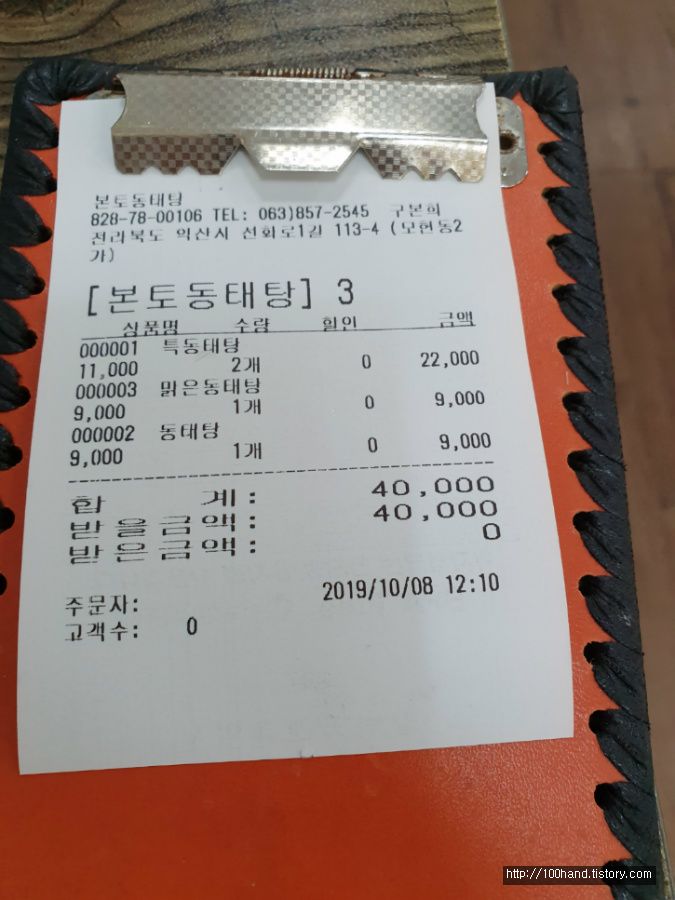 본토동태탕
828-78-00106 TEL: 063)857-2545 구본희
전라북도 익산시 선화로1길 113-4 (모현동2
가)
[본토동태탕] 3
상품명 수량 할인 금액
000001 특동태탕
11,000 2개 0 22,000
000003 맑은동태탕
9,000 1개 0 9,000
000002 동태탕
9,000 1개 0 9,000
합 계: 40,000
받을금액: 40,000
받은금액: 0
2019/10/08 12:10
주문자:
고객수: 0
http://100hand.tistory.com